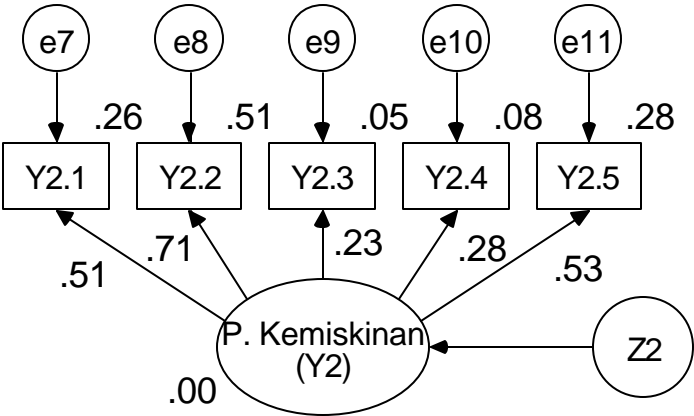 e7 e8 e9 e10 e11
.26 .51 .05 .08 .28
Y2.1 Y2.2 Y2.3 Y2.4 Y2.5
.51 .71 .23 .28 .53
P. Kemiskinan
(Y2)
Z2
.00